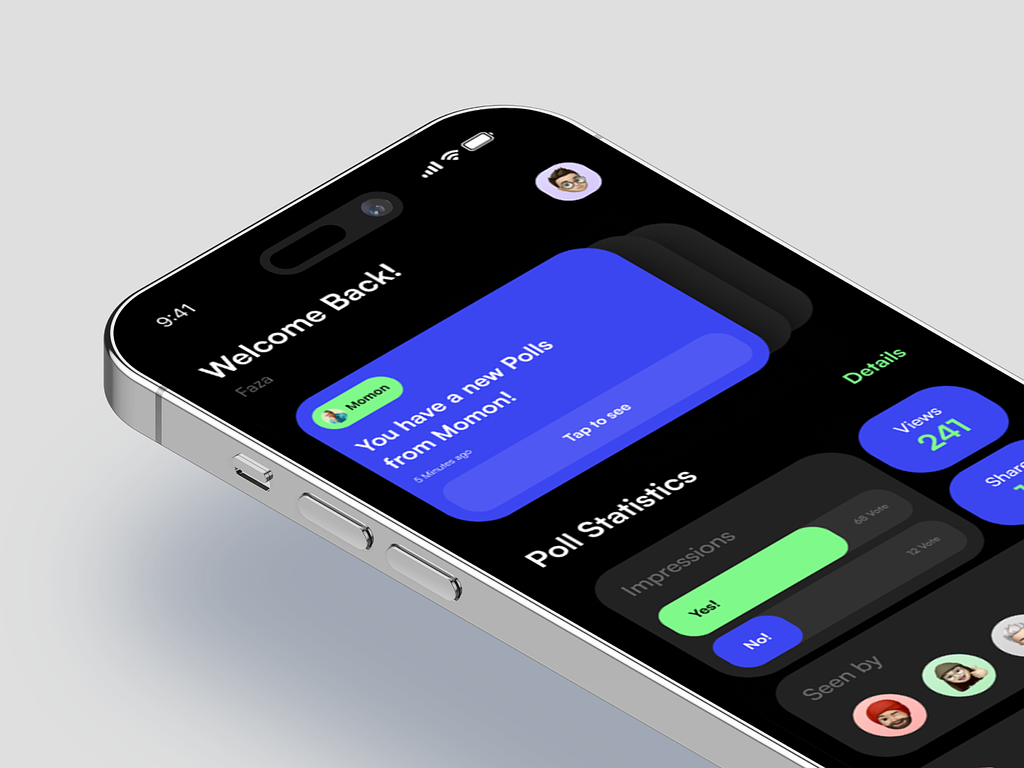 9:41
Welcome Back!
Faza
Momon
You have a new Polls
from Momon!
5 Minutes ago
Tap to see
Poll Statistics
Details
Impressions
Yes!
68 Vote
No!
12 Vote
Views
241
Share
Seen by